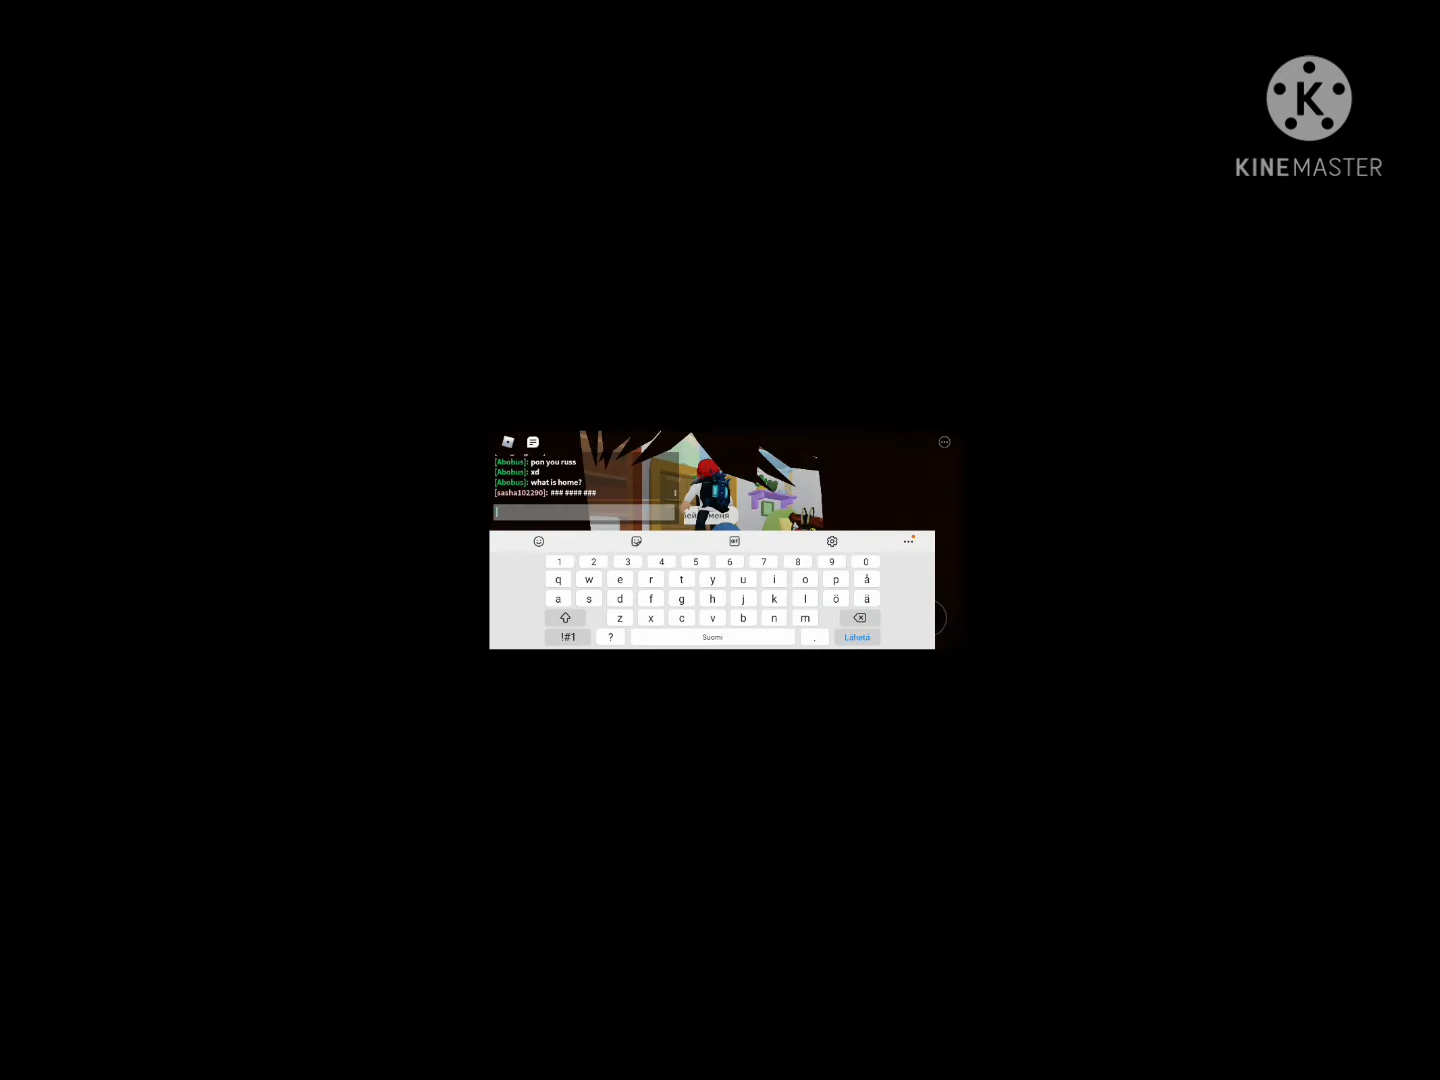 K
KINEMASTER
[Abobus]: pon you russ
[Abobus]: xd
[Abobus]: what is home?
[sasha102290]: ### #### ###
меня
1 2 3 4 5 6 7 8 9 0
q w e r t y u i o p å
a s d f g h j k l ö ä
z x c v b n m
!#1 ? Suomi . Lähetä